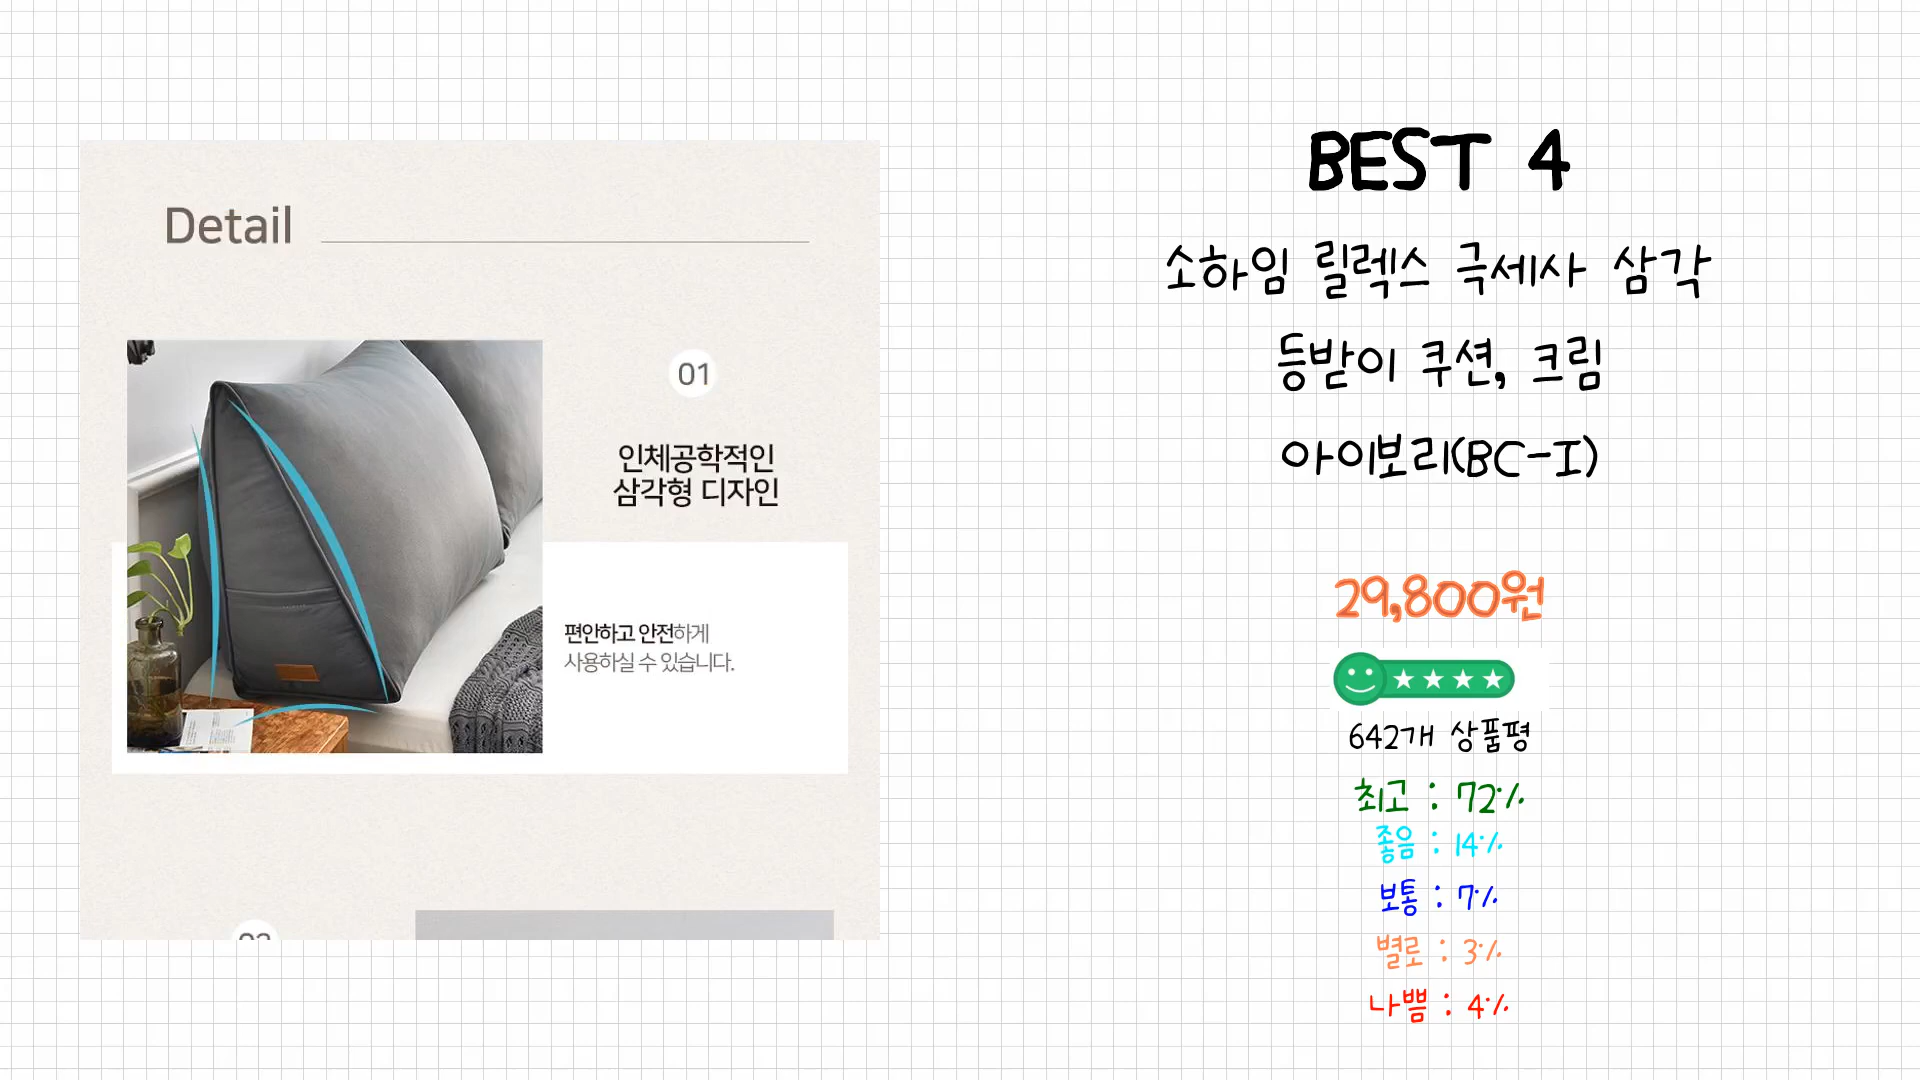 Detail
01
인체공학적인
삼각형 디자인
편안하고 안전하게
사용하실 수 있습니다.
BEST 4
소하임 릴렉스 극세사 삼각
등받이 쿠션, 크림
아이보리(BC-I)
29,800원
642개 상품평
최고 : 72%
좋음 : 14%
보통 : 7%
별로 : 3%
나쁨 : 4%